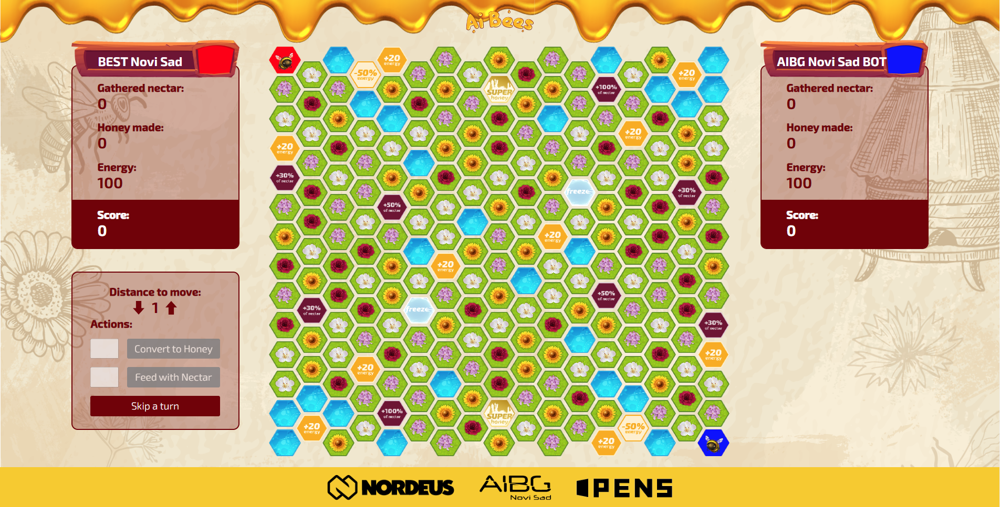 Ai Bees
BEST Novi Sad
Gathered nectar:
0
Honey made:
0
Energy:
100
Score:
0
Distance to move:
1
Actions:
Convert to Honey
Feed with Nectar
Skip a turn
+20
energy
-50%
energy
+20
energy
SUPER
honey
+100%
of nectar
+20
energy
+20
energy
+30%
of nectar
freeze
+30%
of nectar
+50%
of nectar
+20
energy
+20
energy
+50%
of nectar
+30%
of nectar
freeze
+30%
of nectar
+20
energy
+20
energy
+100%
of nectar
SUPER
honey
+20
energy
-50%
energy
+20
energy
AIBG Novi Sad BOT
Gathered nectar:
0
Honey made:
0
Energy:
100
Score:
0
NORDEUS
AIBG
Novi Sad
OPENS